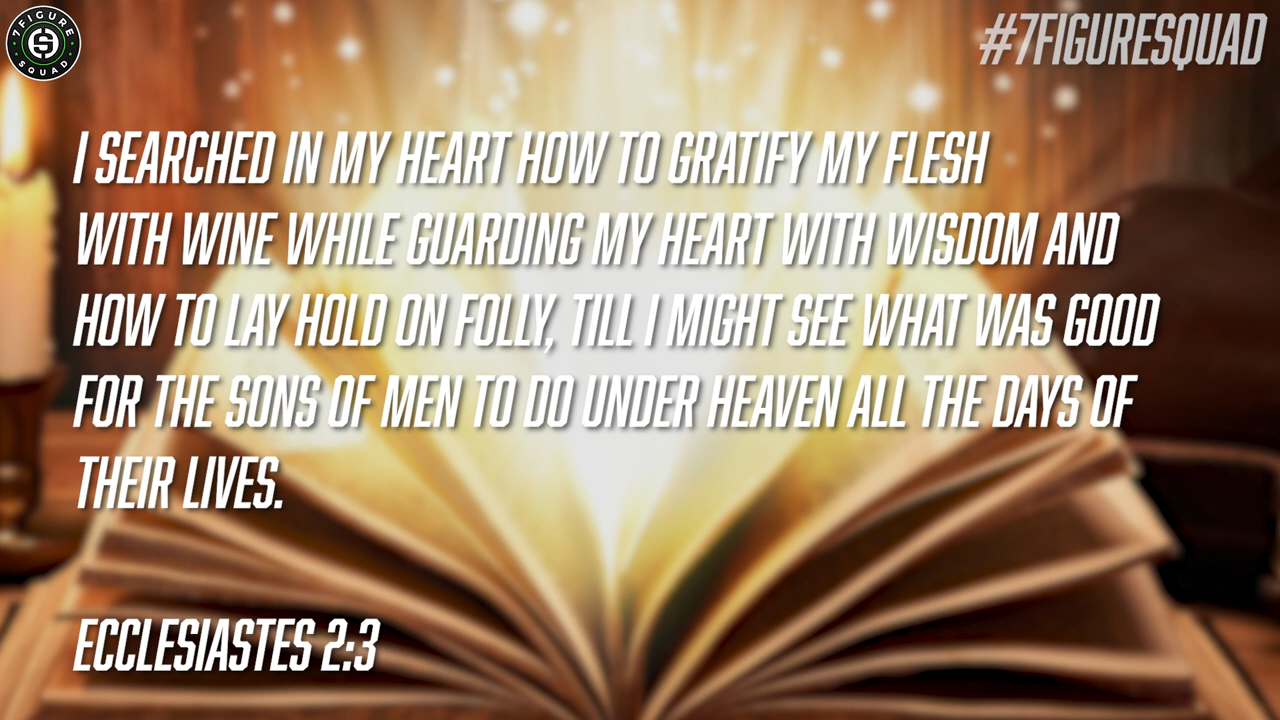 7FIGURE
SQUAD
#7FIGURESQUAD
I SEARCHED IN MY HEART HOW TO GRATIFY MY FLESH
WITH WINE WHILE GUARDING MY HEART WITH WISDOM AND
HOW TO LAY HOLD ON FOLLY, TILL I MIGHT SEE WHAT WAS GOOD
FOR THE SONS OF MEN TO DO UNDER HEAVEN ALL THE DAYS OF
THEIR LIVES.
ECCLESIASTES 2:3